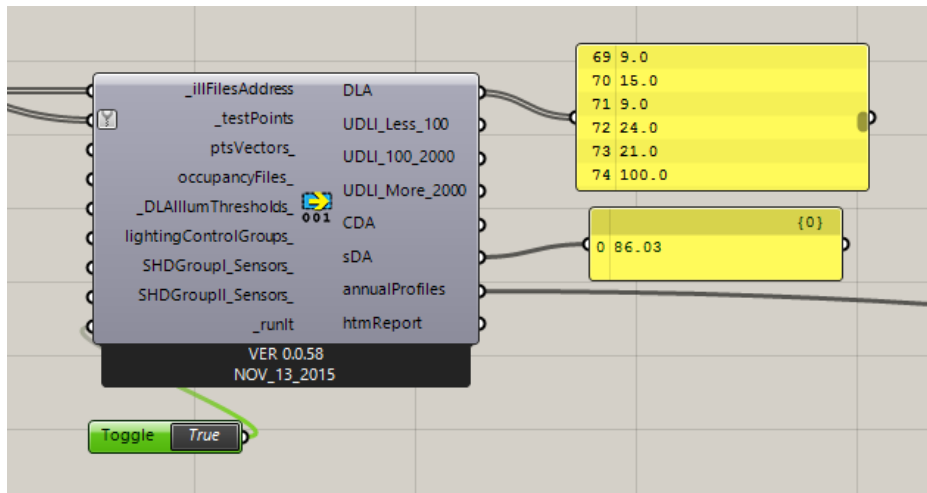 _illFilesAddress
_testPoints
ptsVectors_
occupancyFiles_
_DLAIllumThresholds_
lightingControlGroups_
SHDGroupI_Sensors_
SHDGroupII_Sensors_
_runIt
001
DLA
UDLI_Less_100
UDLI_100_2000
UDLI_More_2000
CDA
sDA
annualProfiles
htmReport
VER 0.0.58
NOV_13_2015
Toggle True
69 9.0
70 15.0
71 9.0
72 24.0
73 21.0
74 100.0
{0}
0 86.03